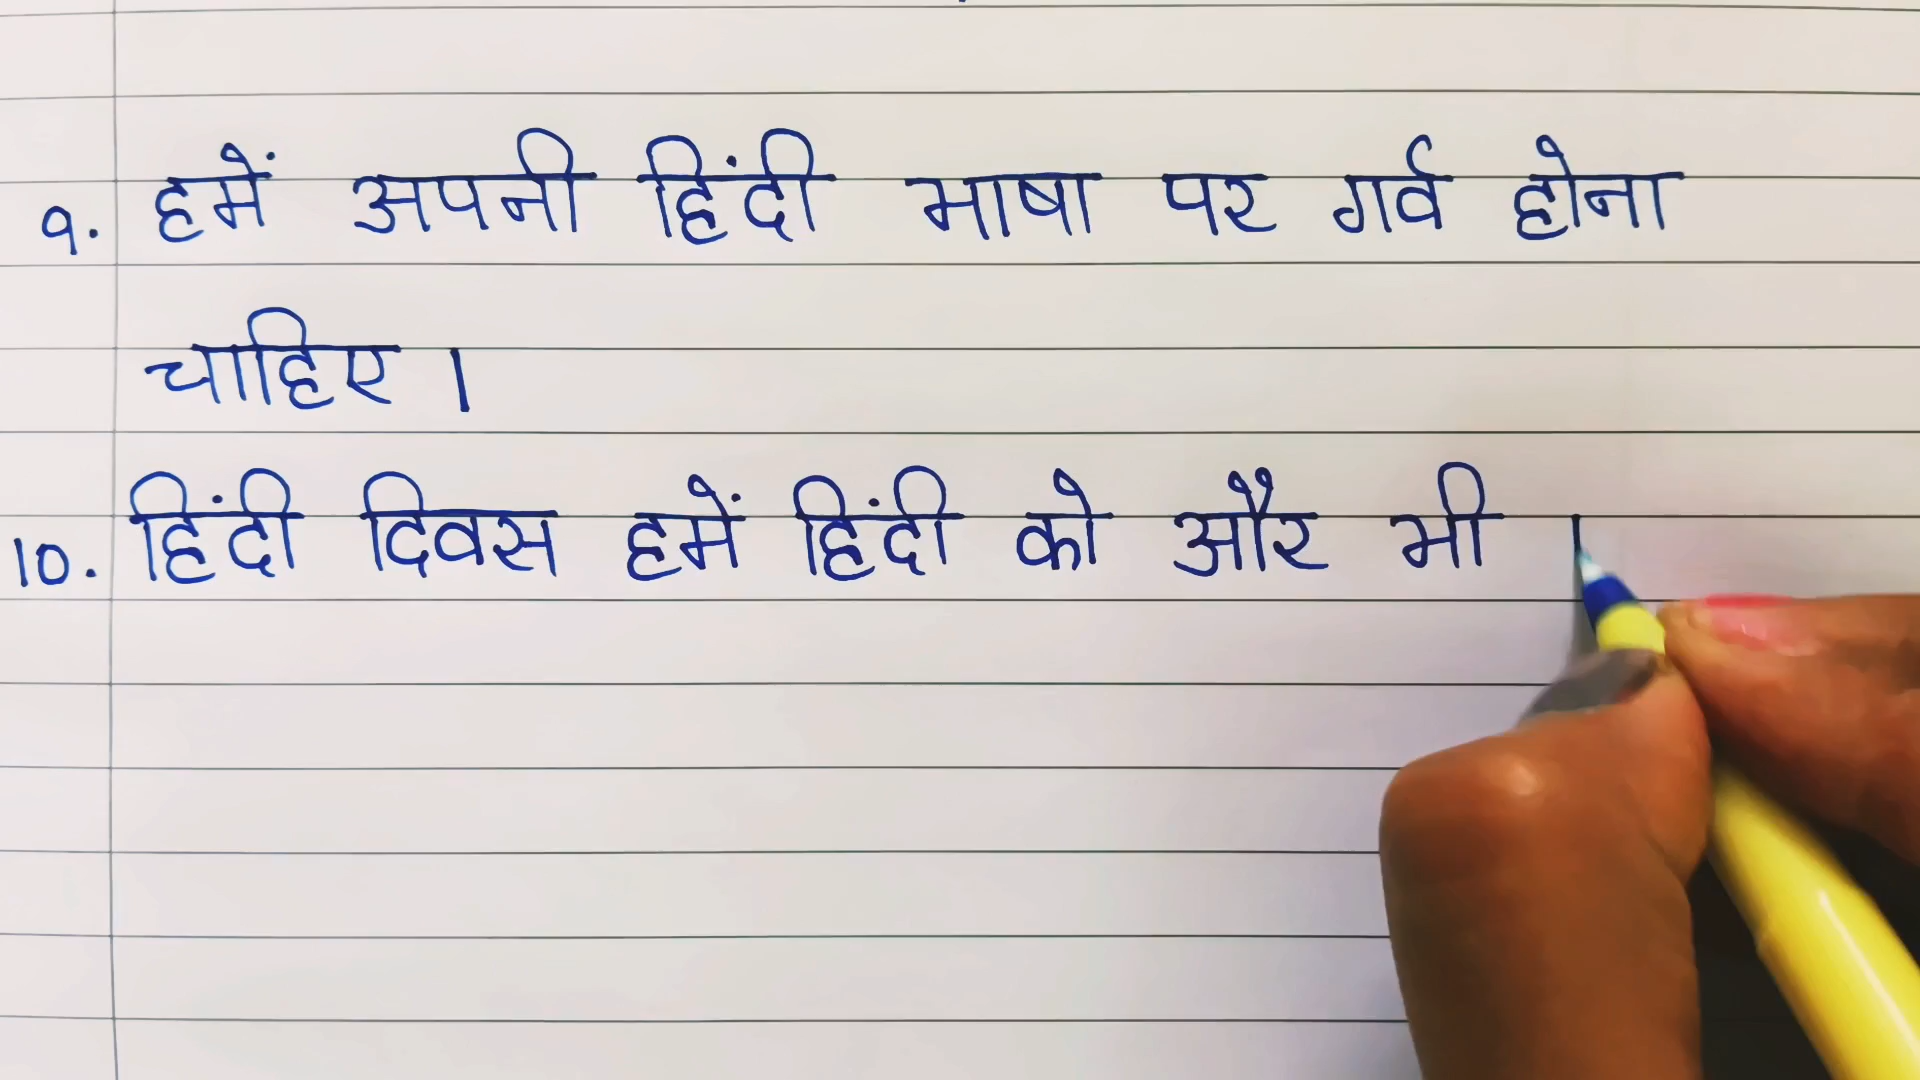 9. हमें अपनी हिंदी भाषा पर गर्व होना
चाहिए।
10. हिंदी दिवस हमें हिंदी को और भी